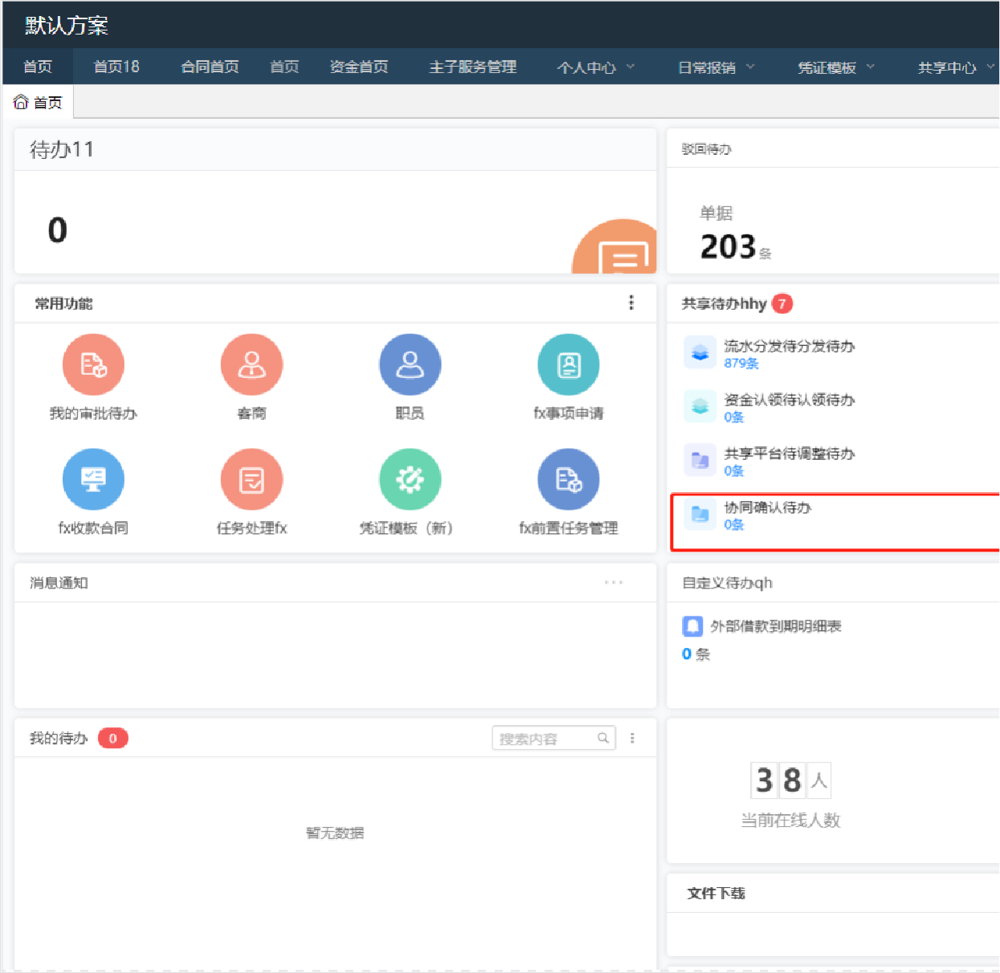 默认方案
首页 首页18 合同首页 首页 资金首页 主子服务管理 个人中心 日常报销 凭证模板 共享中心
首页
待办11
0
驳回待办
单据
203条
常用功能
我的审批待办 客商 职员 fx事项申请
fx收款合同 任务处理fx 凭证模板（新） fx前置任务管理
共享待办hhy 7
流水分发待分发待办
879条
资金认领待认领待办
0条
共享平台待调整待办
0条
协同确认待办
0条
消息通知
自定义待办qh
外部借款到期明细表
0 条
我的待办 0 搜索内容
暂无数据
38人
当前在线人数
文件下载